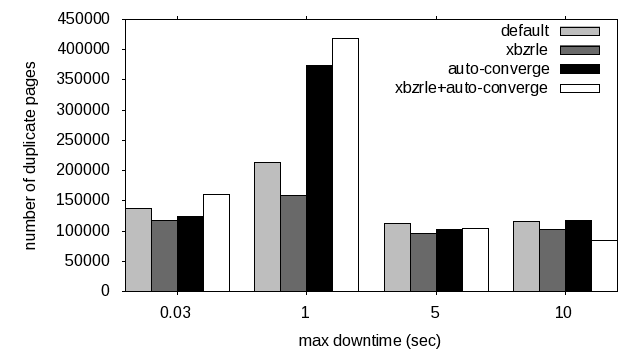 450000
400000
350000
300000
250000
200000
150000
100000
50000
0
number of duplicate pages
default
xbzrle
auto-converge
xbzrle+auto-converge
0.03 1 5 10
max downtime (sec)